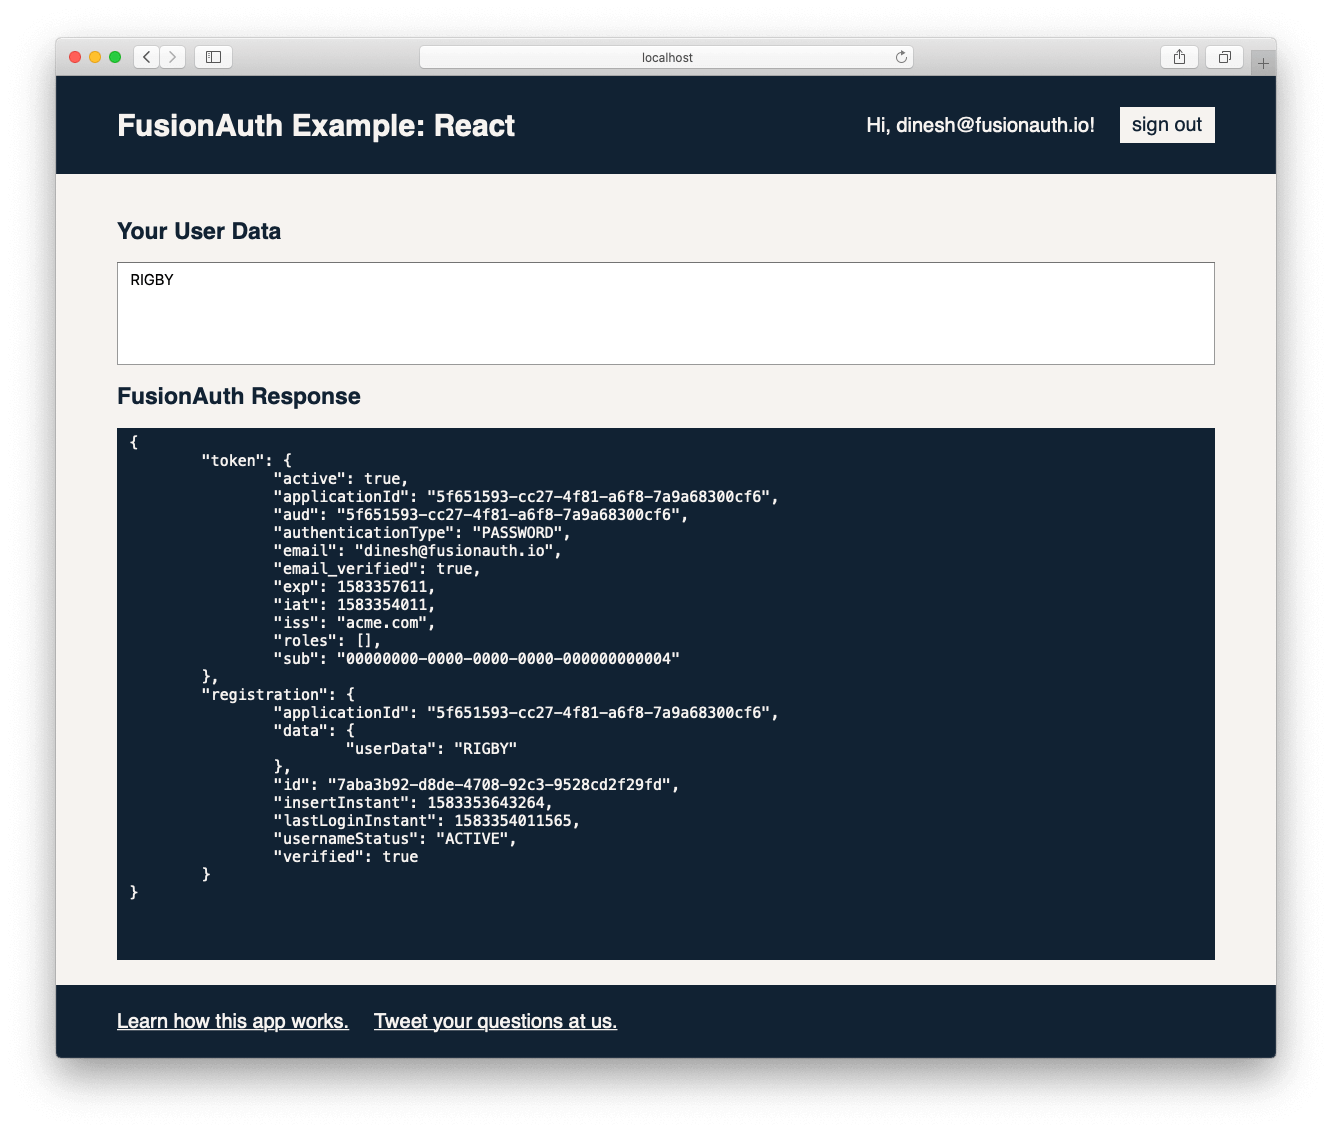 localhost
FusionAuth Example: React
Hi, dinesh@fusionauth.io!
sign out
Your User Data
RIGBY
FusionAuth Response
{
"token": {
"active": true,
"applicationId": "5f651593-cc27-4f81-a6f8-7a9a68300cf6",
"aud": "5f651593-cc27-4f81-a6f8-7a9a68300cf6",
"authenticationType": "PASSWORD",
"email": "dinesh@fusionauth.io",
"email_verified": true,
"exp": 1583357611,
"iat": 1583354011,
"iss": "acme.com",
"roles": [],
"sub": "00000000-0000-0000-0000-000000000004"
},
"registration": {
"applicationId": "5f651593-cc27-4f81-a6f8-7a9a68300cf6",
"data": {
"userData": "RIGBY"
},
"id": "7aba3b92-d8de-4708-92c3-9528cd2f29fd",
"insertInstant": 1583353643264,
"lastLoginInstant": 1583354011565,
"usernameStatus": "ACTIVE",
"verified": true
}
}
Learn how this app works.
Tweet your questions at us.